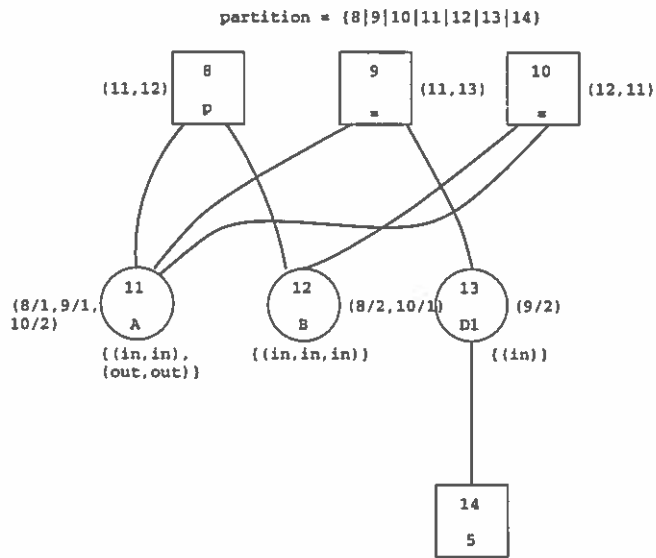 partition = {8|9|10|11|12|13|14}
8
p
(11,12)
9
=
(11,13)
10
=
(12,11)
11
A
(8/1,9/1,
10/2)
{(in,in),
(out,out)}
12
B
(8/2,10/1)
{(in,in,in)}
13
D1
(9/2)
{(in)}
14
5